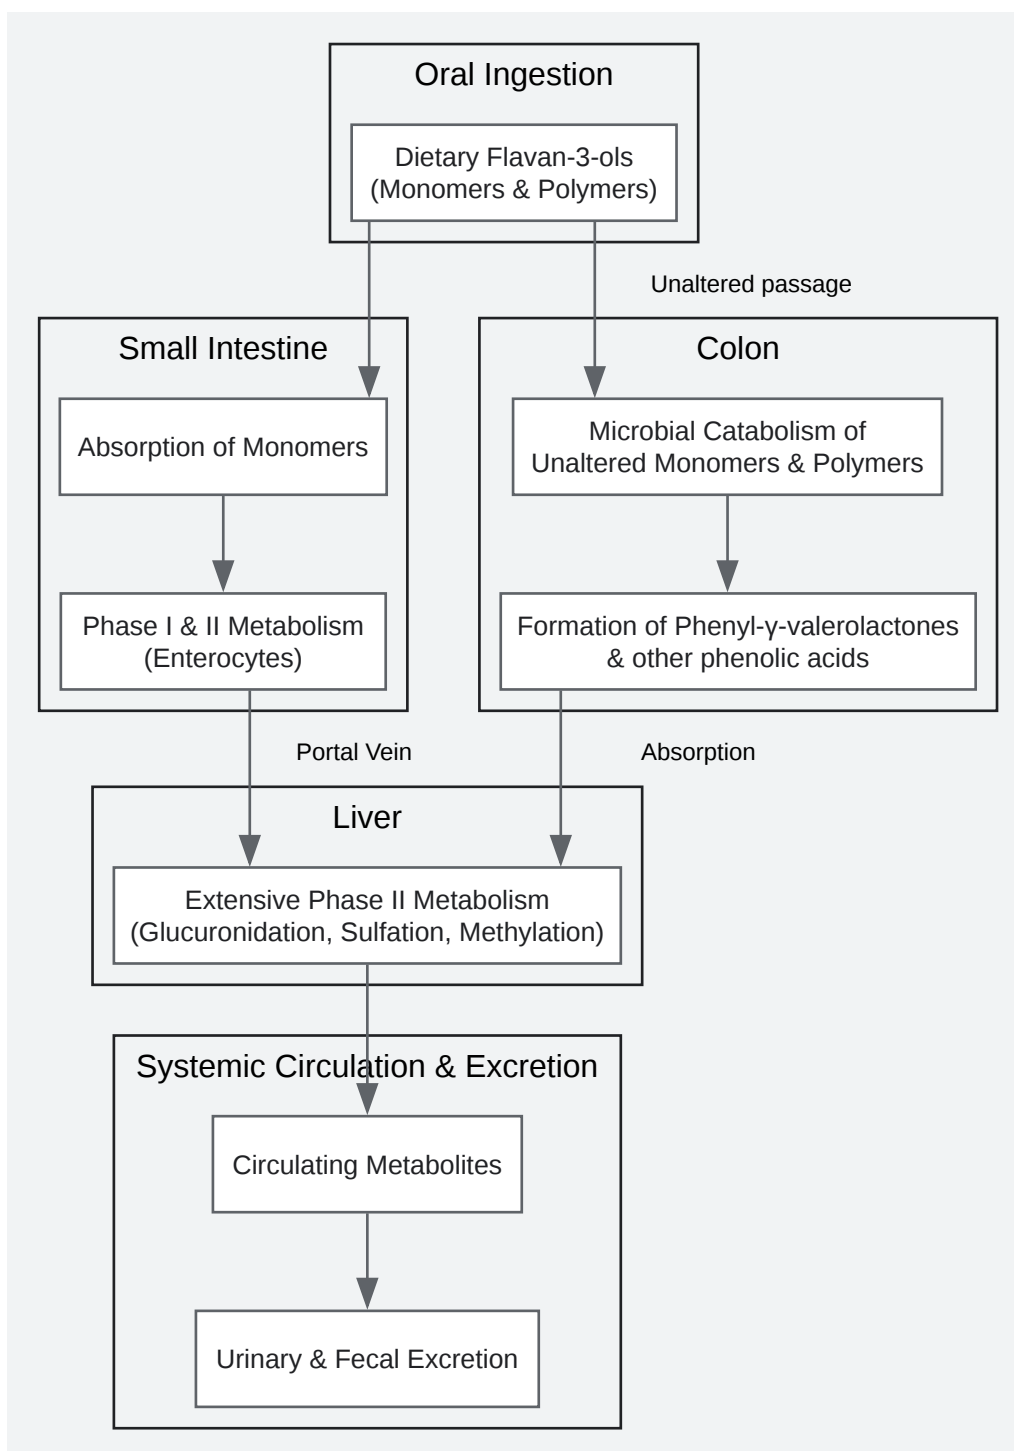 Oral Ingestion
Dietary Flavan-3-ols
(Monomers & Polymers)
Unaltered passage
Small Intestine
Absorption of Monomers
Phase I & II Metabolism
(Enterocytes)
Colon
Microbial Catabolism of
Unaltered Monomers & Polymers
Formation of Phenyl-γ-valerolactones
& other phenolic acids
Portal Vein
Absorption
Liver
Extensive Phase II Metabolism
(Glucuronidation, Sulfation, Methylation)
Systemic Circulation & Excretion
Circulating Metabolites
Urinary & Fecal Excretion